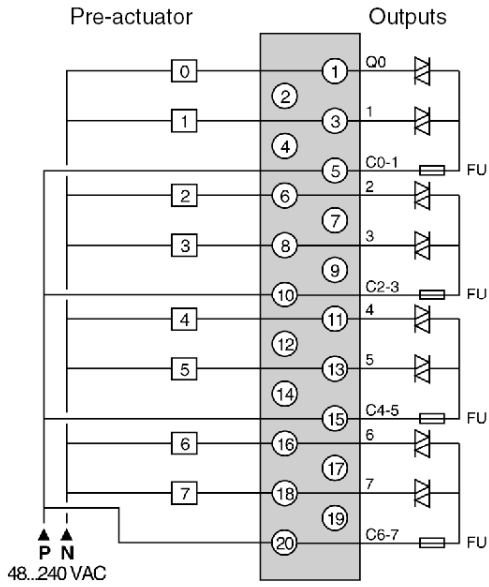 Pre-actuator Outputs
0 1 Q0
2
1 3 1
4
5 C0-1 FU
2 6 2
7
3 8 3
9
10 C2-3 FU
4 11 4
12
5 13 5
14
15 C4-5 FU
6 16 6
17
7 18 7
19
20 C6-7 FU
P N
48...240 VAC